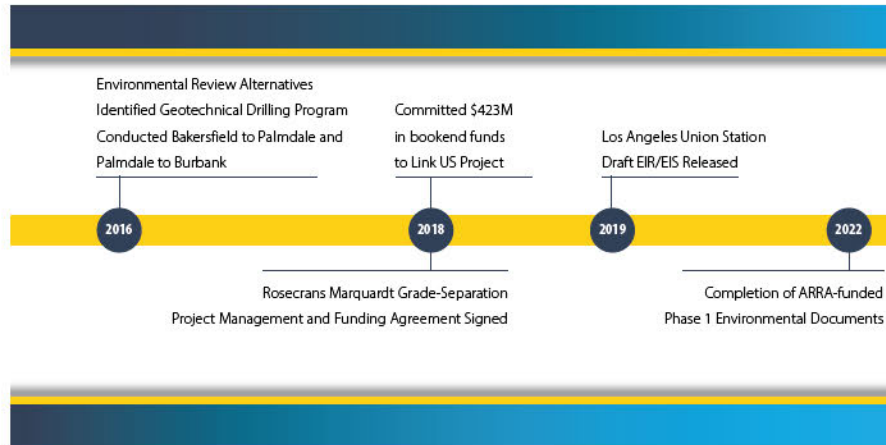 Environmental Review Alternatives
Identified Geotechnical Drilling Program
Conducted Bakersfield to Palmdale and
Palmdale to Burbank
Committed $423M
in bookend funds
to Link US Project
Los Angeles Union Station
Draft EIR/EIS Released
2016
2018
2019
2022
Rosecrans Marquardt Grade-Separation
Project Management and Funding Agreement Signed
Completion of ARRA-funded
Phase 1 Environmental Documents